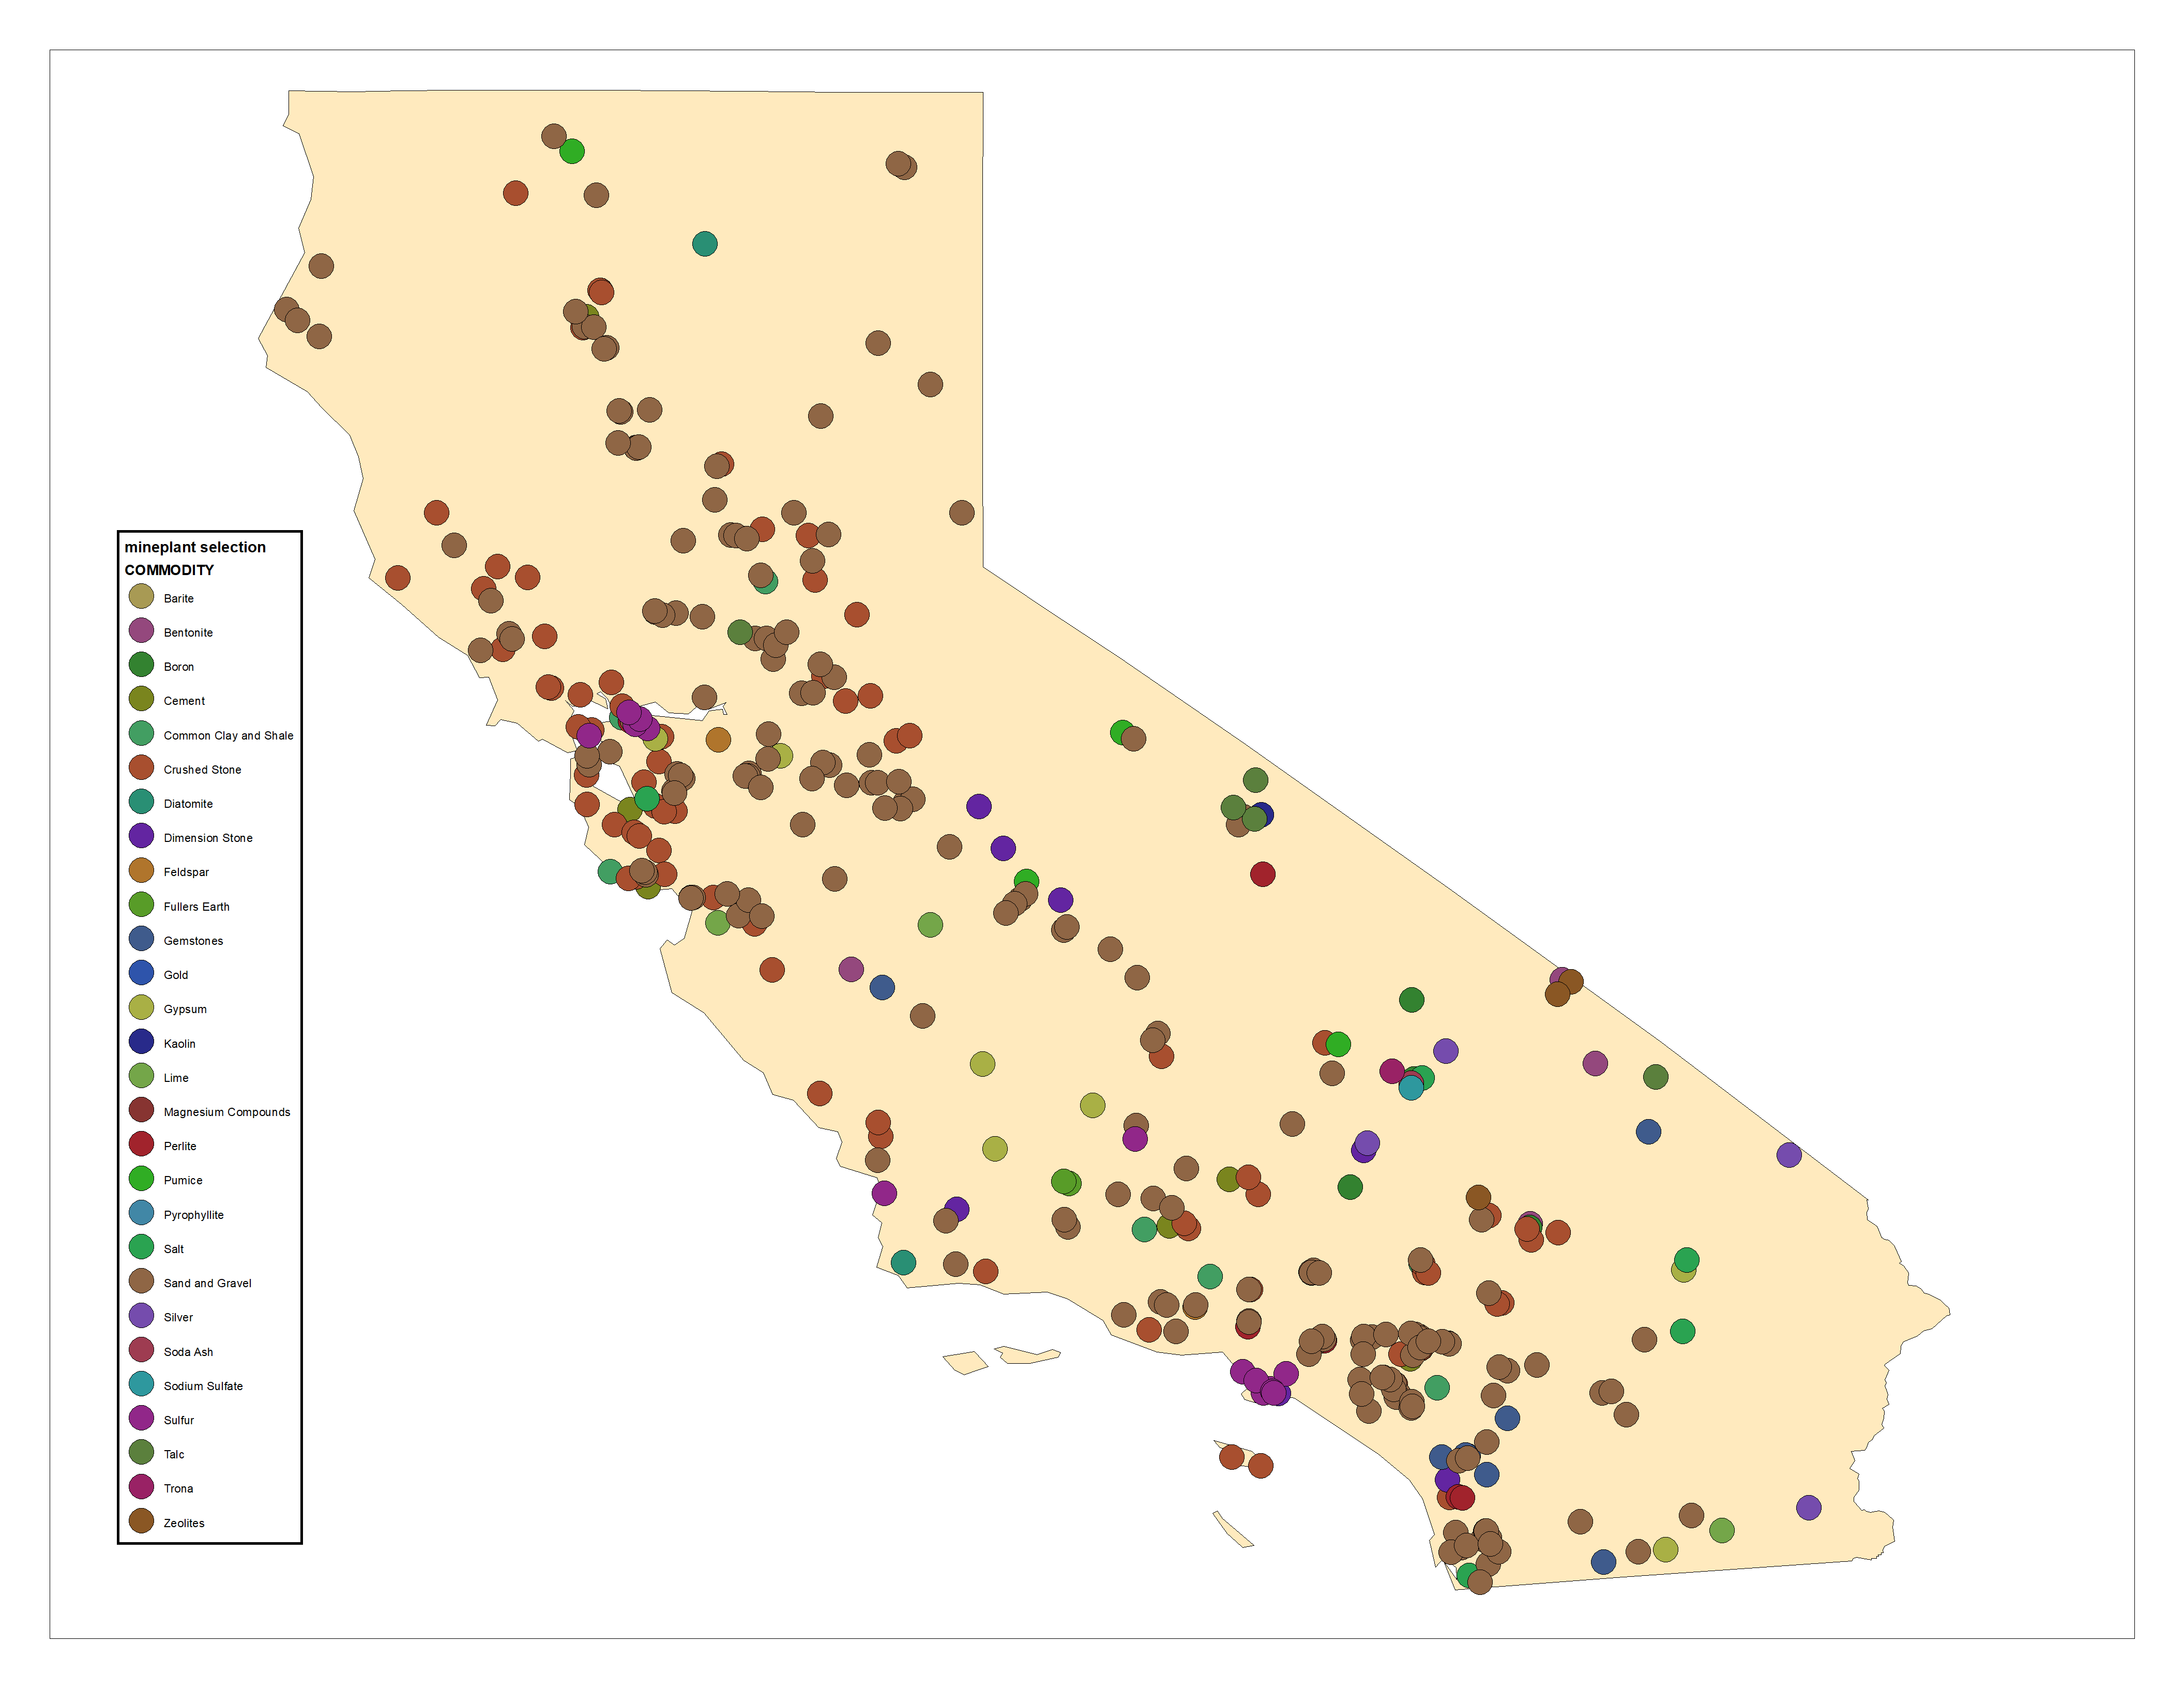 mineplant selection
COMMODITY
Barite
Bentonite
Boron
Cement
Common Clay and Shale
Crushed Stone
Diatomite
Dimension Stone
Feldspar
Fullers Earth
Gemstones
Gold
Gypsum
Kaolin
Lime
Magnesium Compounds
Perlite
Pumice
Pyrophyllite
Salt
Sand and Gravel
Silver
Soda Ash
Sodium Sulfate
Sulfur
Talc
Trona
Zeolites